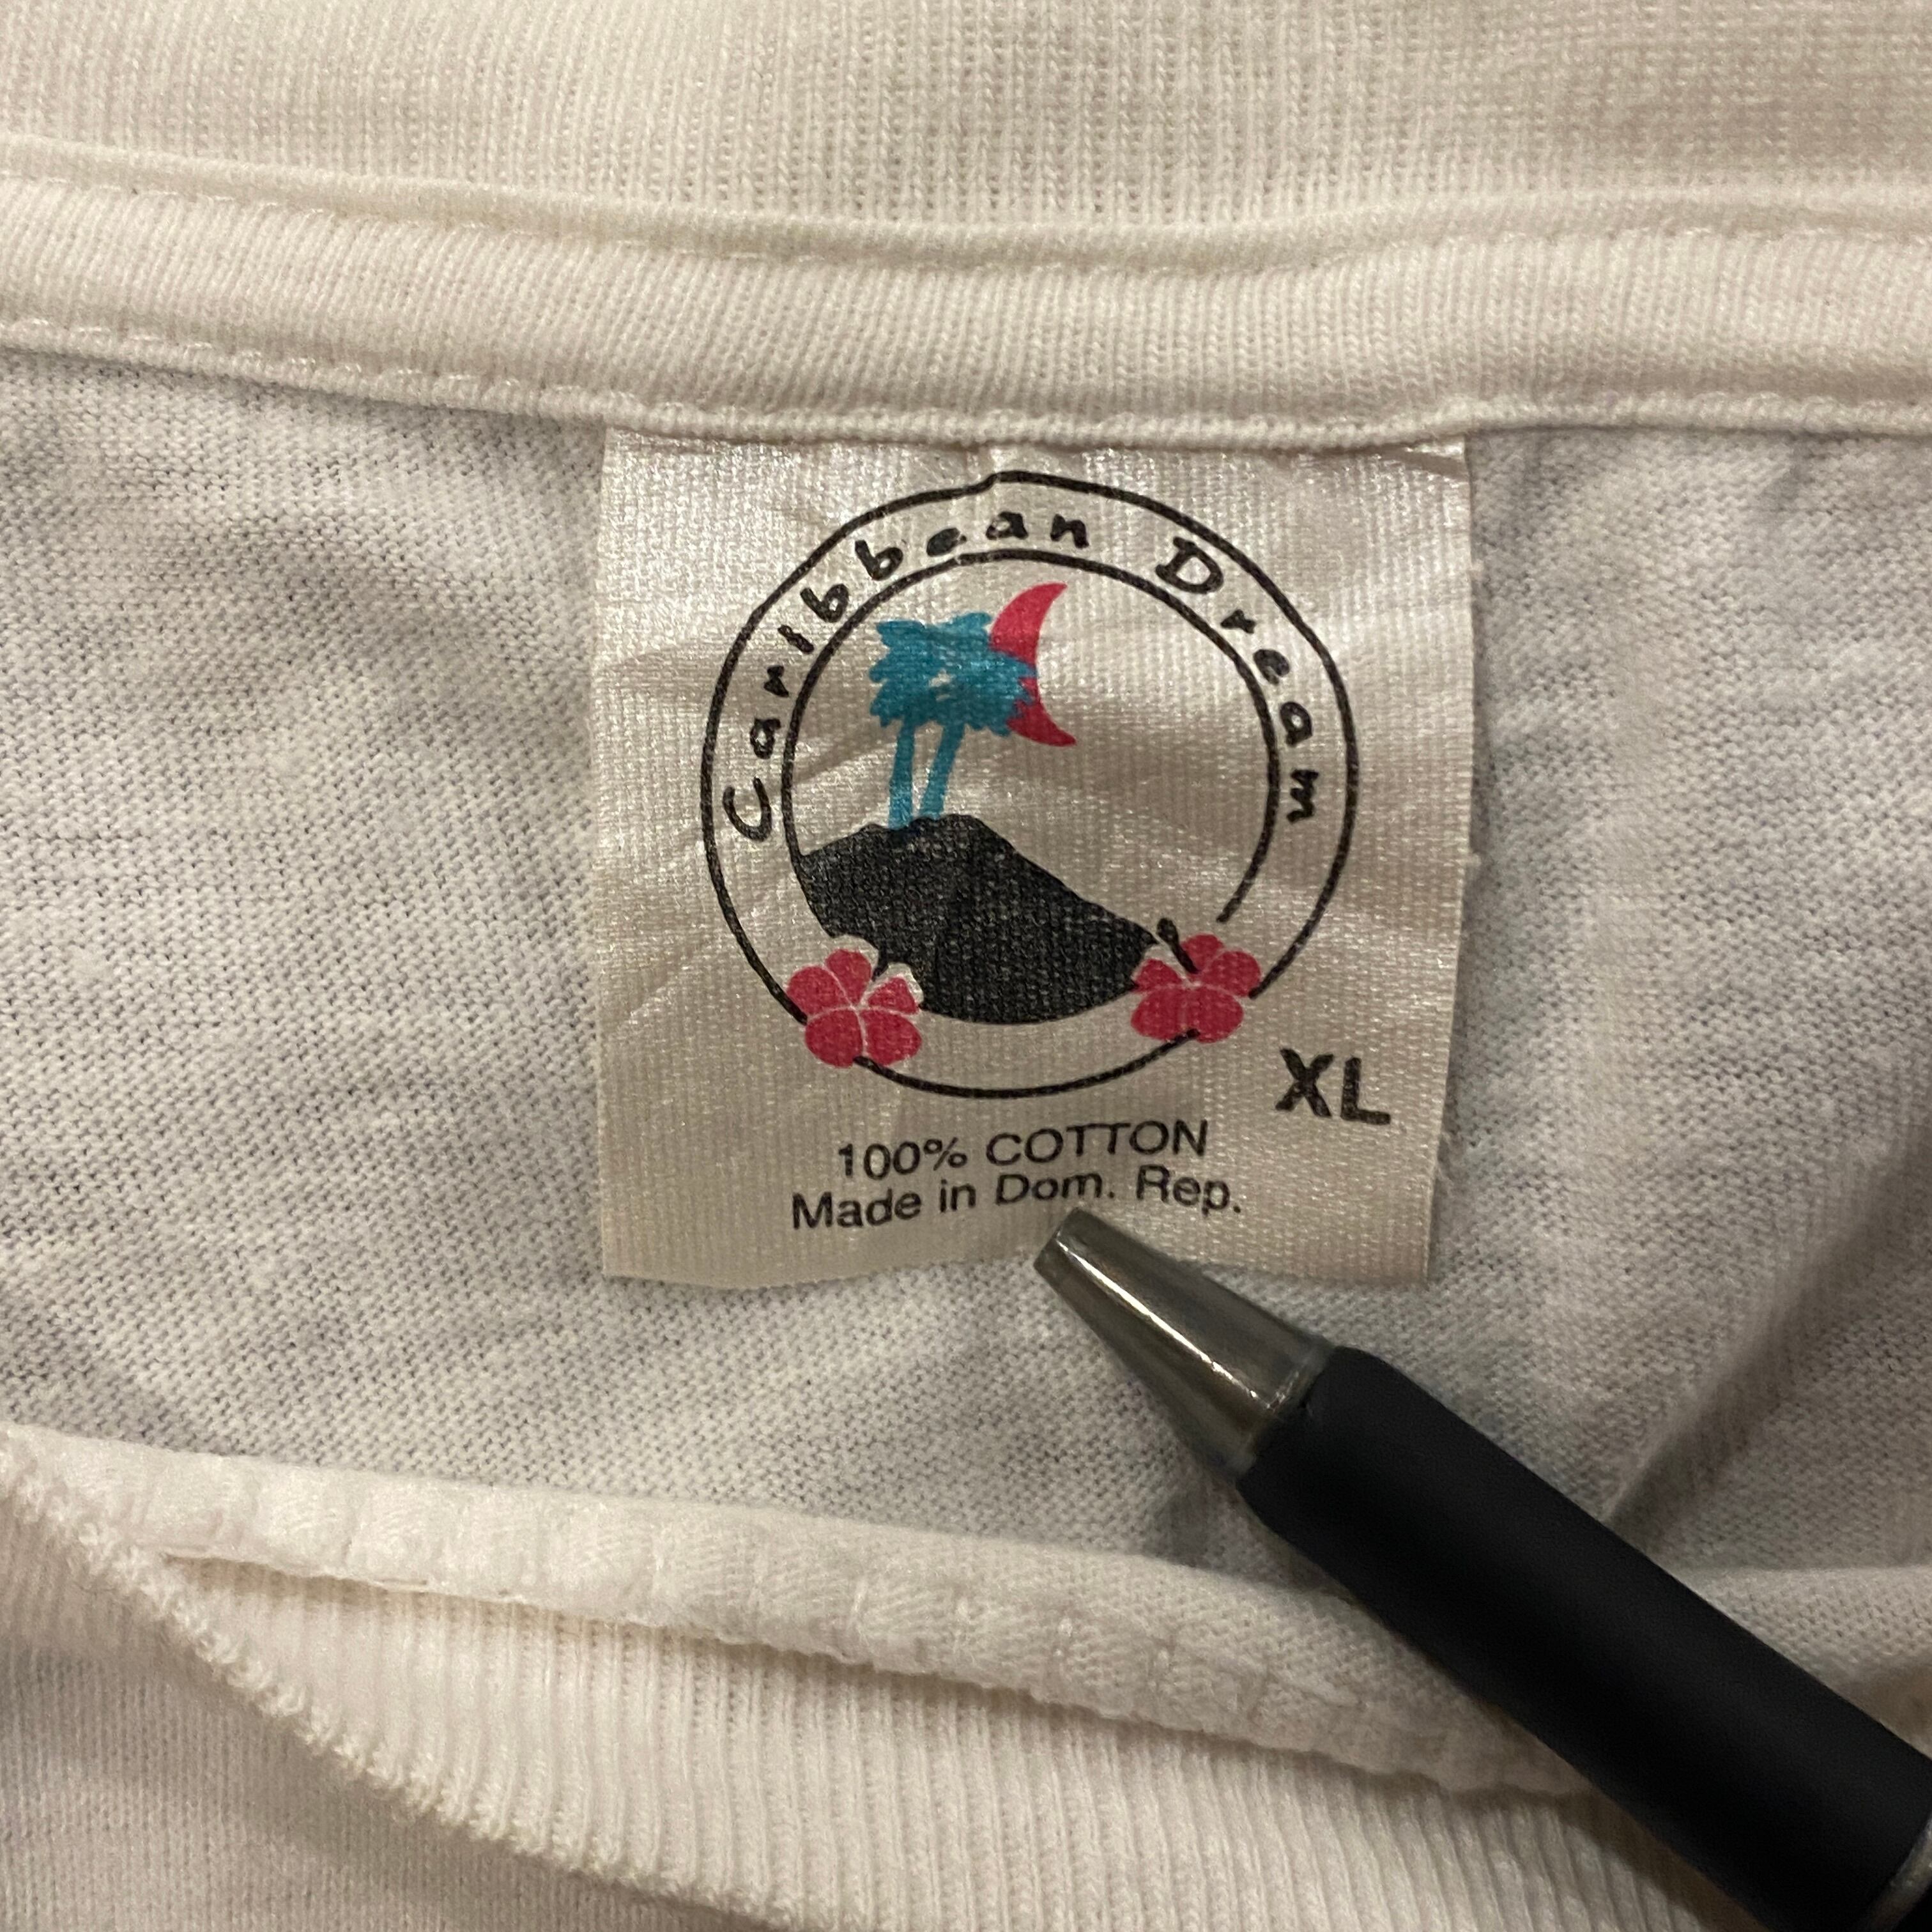 Caribbean Dream
XL
100% COTTON
Made in Dom. Rep.